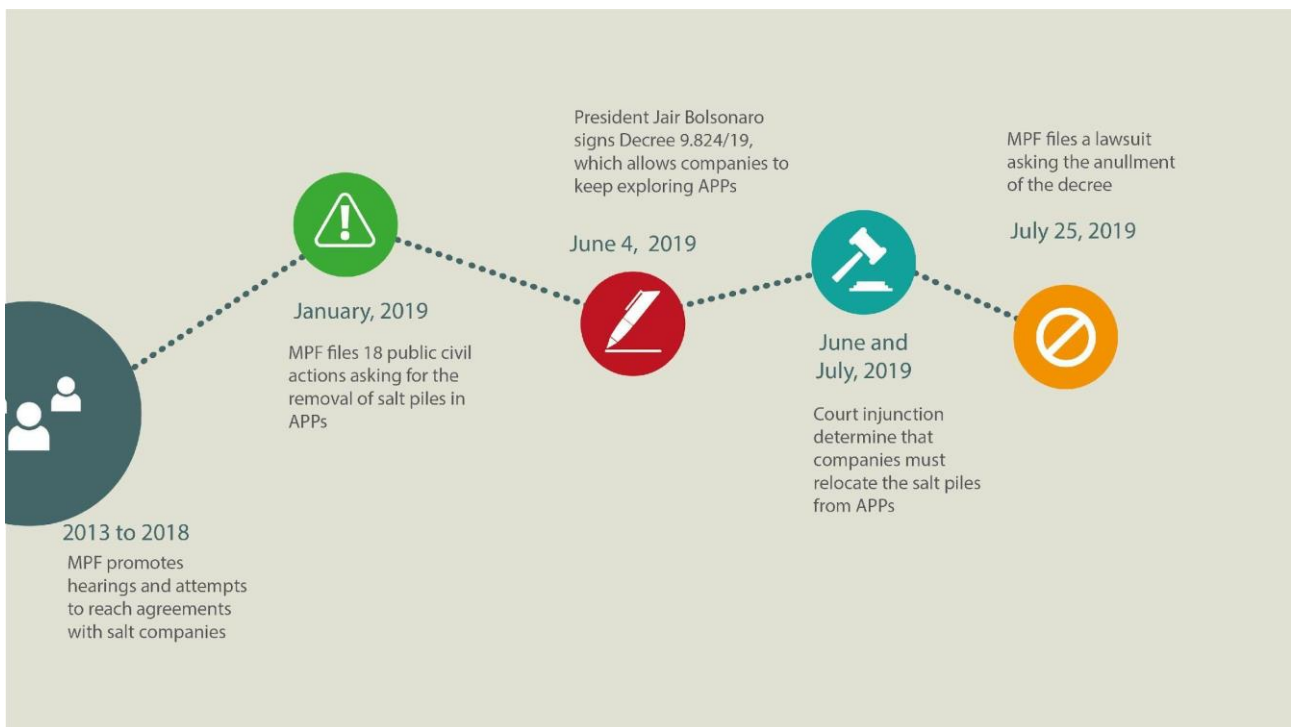 2013 to 2018
MPF promotes
hearings and attempts
to reach agreements
with salt companies
January, 2019
MPF files 18 public civil
actions asking for the
removal of salt piles in
APPs
President Jair Bolsonaro
signs Decree 9.824/19,
which allows companies to
keep exploring APPs
June 4, 2019
June and
July, 2019
Court injunction
determine that
companies must
relocate the salt piles
from APPs
MPF files a lawsuit
asking the anullment
of the decree
July 25, 2019